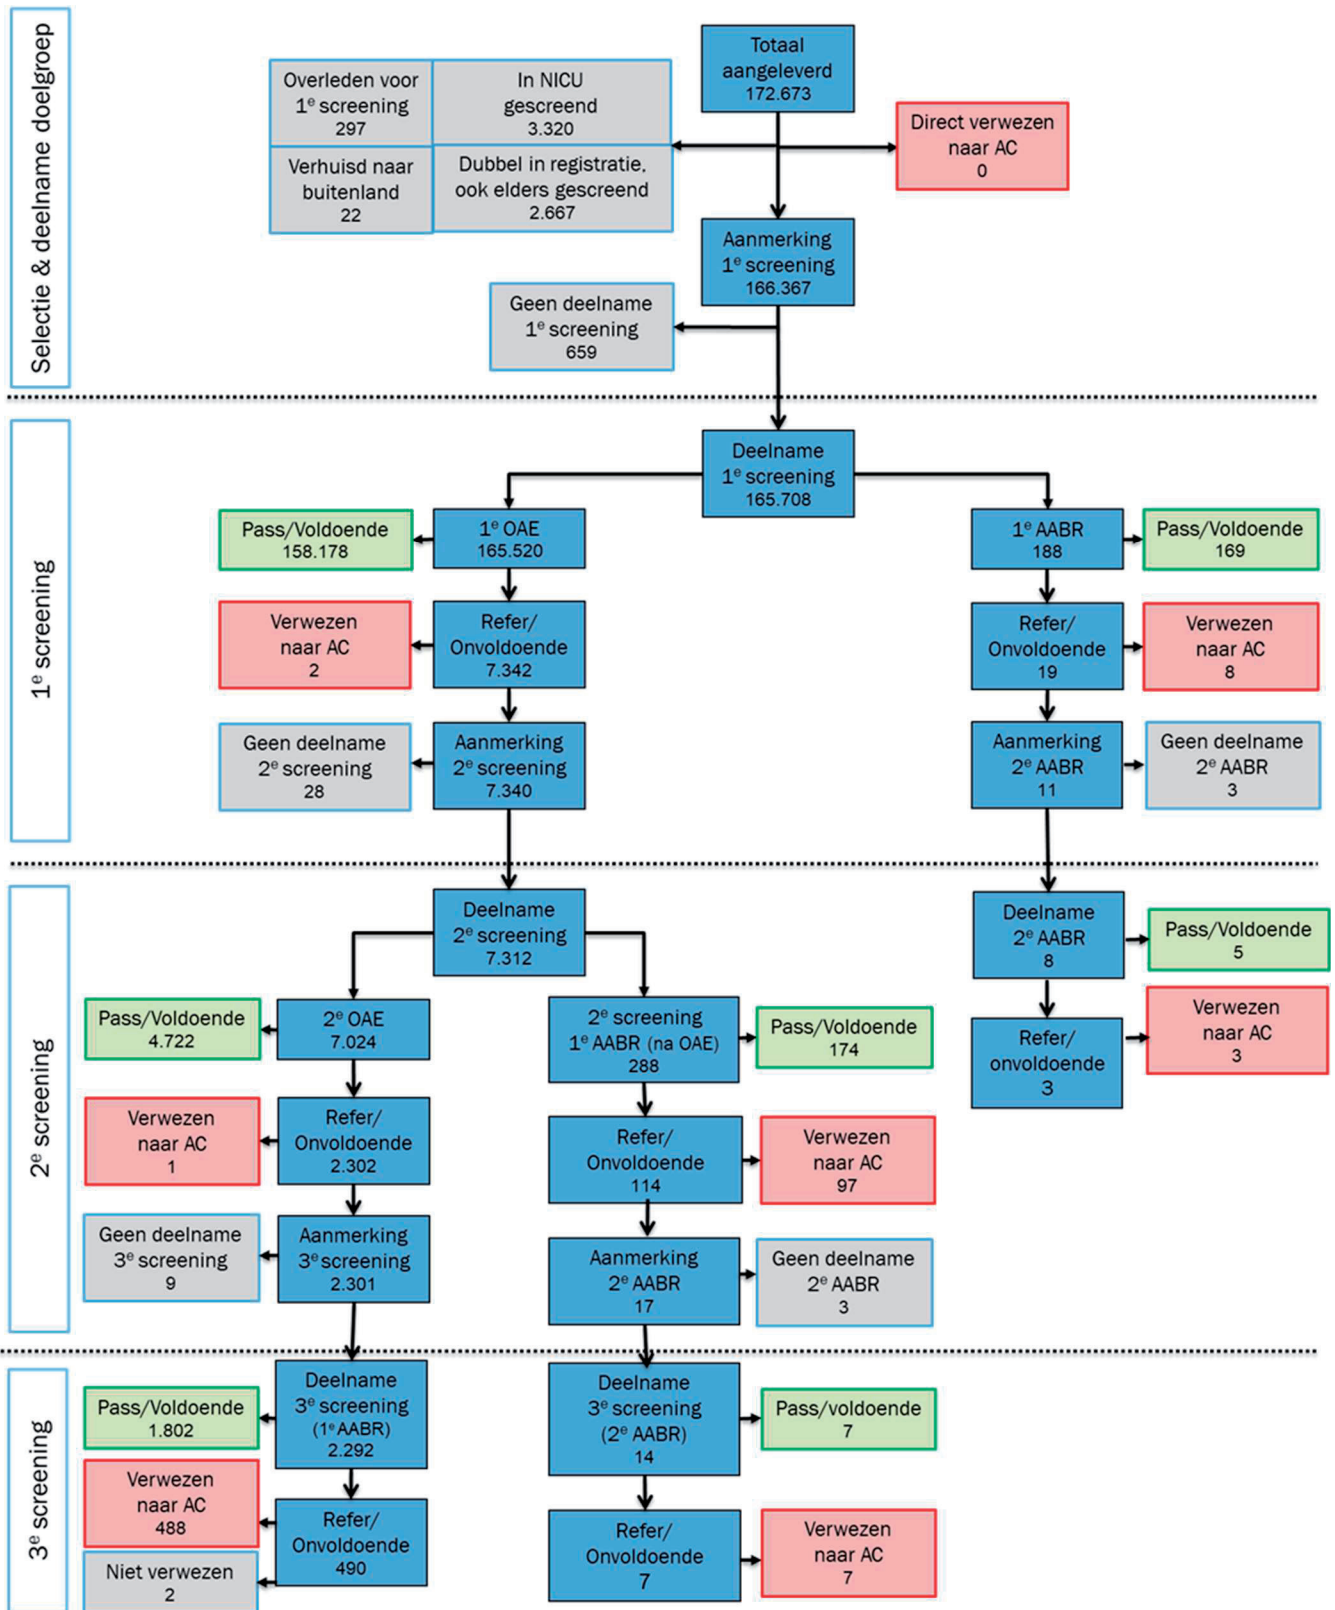 Selectie & deelname doelgroep
Totaal
aangeleverd
172.673
Overleden voor
1e screening
297
In NICU
gescreend
3.320
Verhuisd naar
buitenland
22
Dubbel in registratie,
ook elders gescreend
2.667
Direct verwezen
naar AC
0
Aanmerking
1e screening
166.367
Geen deelname
1e screening
659
1e screening
Deelname
1e screening
165.708
Pass/Voldoende
158.178
1e OAE
165.520
1e AABR
188
Pass/Voldoende
169
Verwezen
naar AC
2
Refer/
Onvoldoende
7.342
Refer/
Onvoldoende
19
Verwezen
naar AC
8
Geen deelname
2e screening
28
Aanmerking
2e screening
7.340
Aanmerking
2e AABR
11
Geen deelname
2e AABR
3
2e screening
Deelname
2e screening
7.312
Deelname
2e AABR
8
Pass/Voldoende
5
Pass/Voldoende
4.722
2e OAE
7.024
2e screening
1e AABR (na OAE)
288
Pass/Voldoende
174
Refer/
onvoldoende
3
Verwezen
naar AC
3
Verwezen
naar AC
1
Refer/
Onvoldoende
2.302
Refer/
Onvoldoende
114
Verwezen
naar AC
97
Geen deelname
3e screening
9
Aanmerking
3e screening
2.301
Aanmerking
2e AABR
17
Geen deelname
2e AABR
3
3e screening
Pass/Voldoende
1.802
Deelname
3e screening
(1e AABR)
2.292
Deelname
3e screening
(2e AABR)
14
Pass/voldoende
7
Verwezen
naar AC
488
Refer/
Onvoldoende
490
Niet verwezen
2
Refer/
Onvoldoende
7
Verwezen
naar AC
7